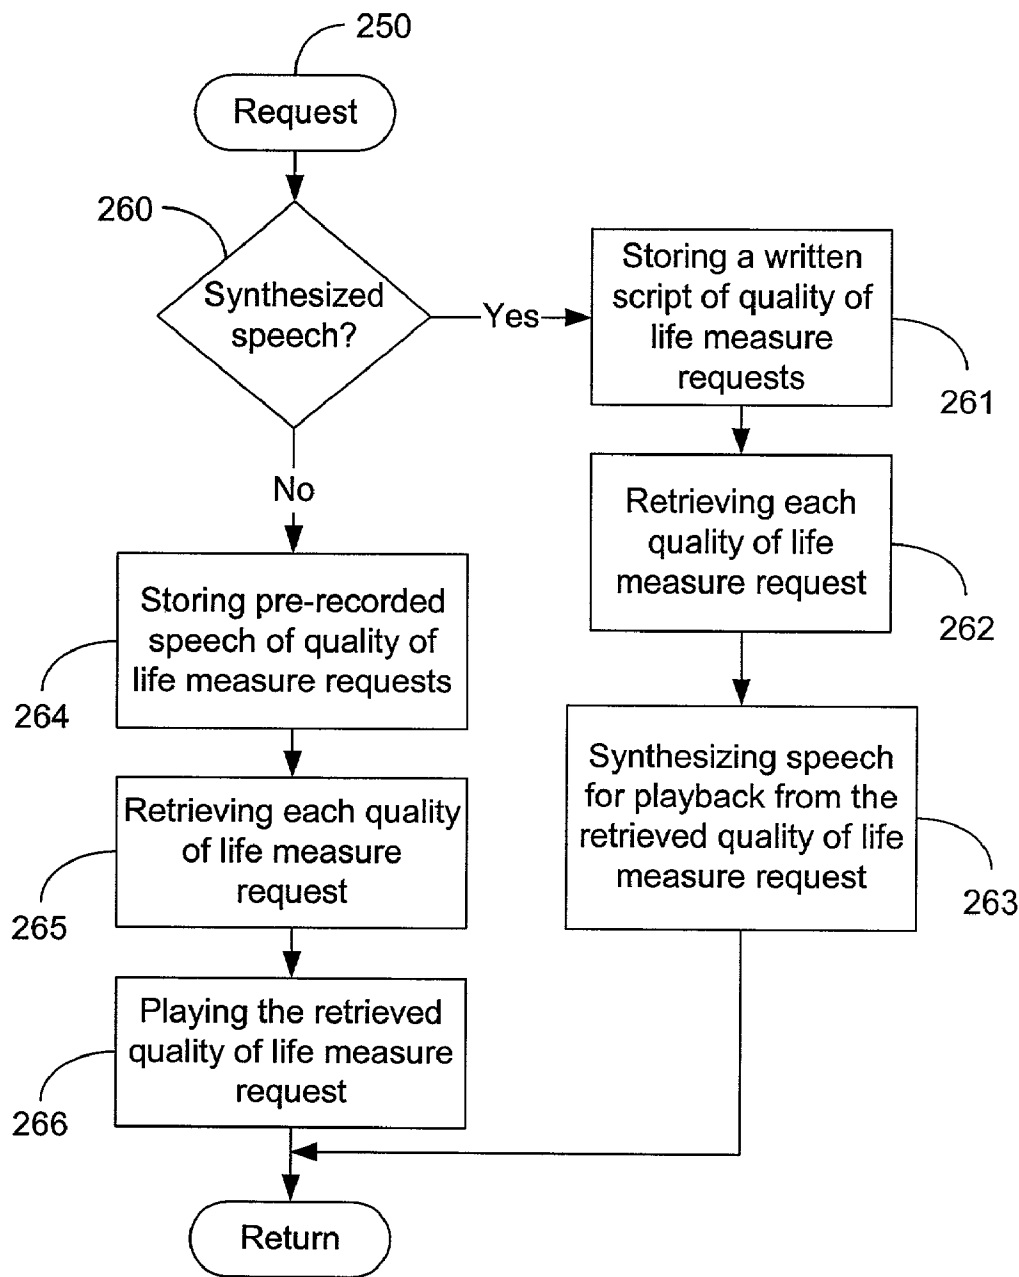 250
Request
260
Synthesized
speech?
Yes
Storing a written
script of quality of
life measure
requests
261
Retrieving each
quality of life
measure request
262
Synthesizing speech
for playback from the
retrieved quality of life
measure request
263
No
Storing pre-recorded
speech of quality of
life measure requests
264
Retrieving each quality
of life measure
request
265
Playing the retrieved
quality of life measure
request
266
Return